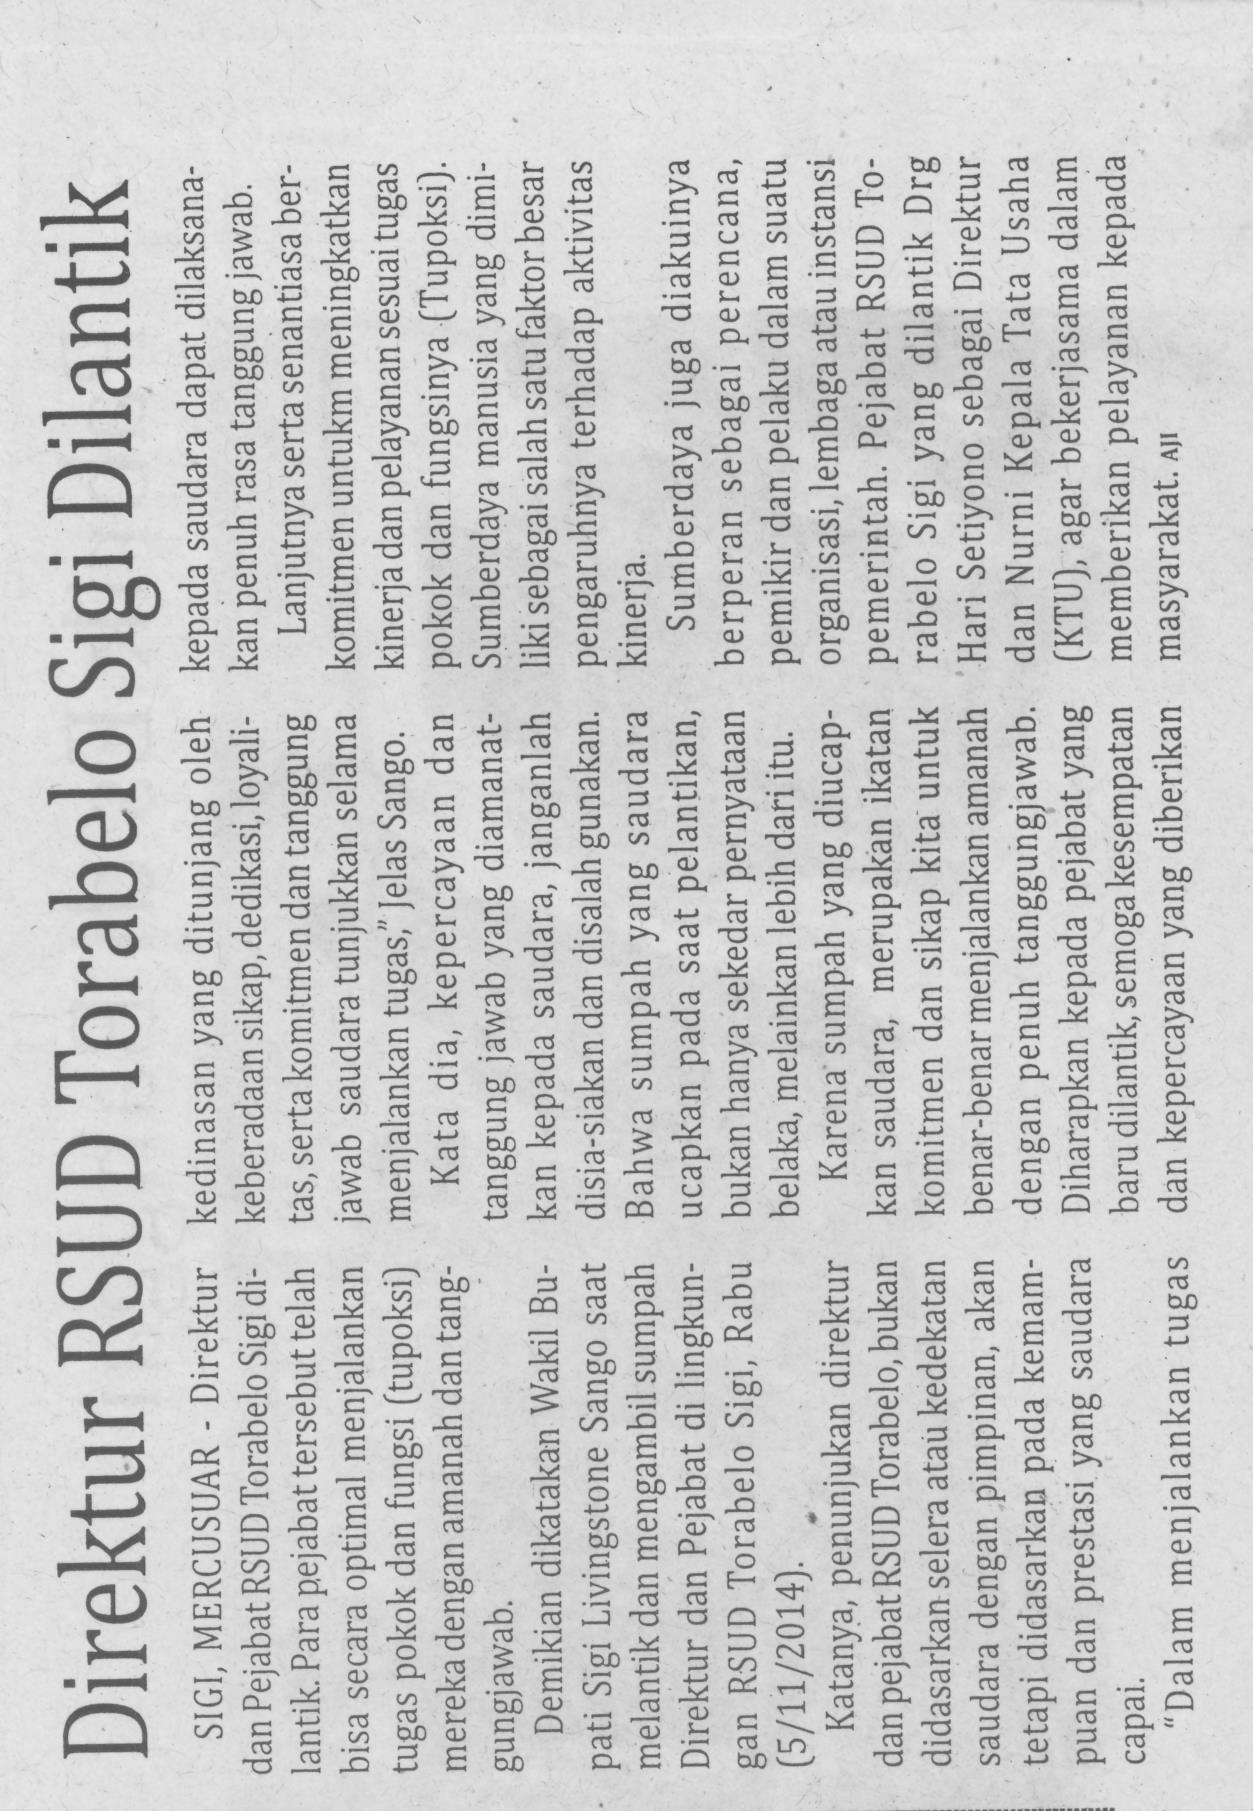 Direktur RSUD Torabelo Sigi Dilantik
SIGI, MERCUSUAR - Direktur
dan Pejabat RSUD Torabelo Sigi di-
lantik. Para pejabat tersebut telah
bisa secara optimal menjalankan
tugas pokok dan fungsi (tupoksi)
mereka dengan amanah dan tang-
gungjawab.
Demikian dikatakan Wakil Bu-
pati Sigi Livingstone Sango saat
melantik dan mengambil sumpah
Direktur dan Pejabat di lingkun-
gan RSUD Torabelo Sigi, Rabu
(5/11/2014).
Katanya, penunjukan direktur
dan pejabat RSUD Torabelo, bukan
didasarkan selera atau kedekatan
saudara dengan pimpinan, akan
tetapi didasarkan pada kemam-
puan dan prestasi yang saudara
capai.
“Dalam menjalankan tugas
kedinasan yang ditunjang oleh
keberadaan sikap, dedikasi, loyali-
tas, serta komitmen dan tanggung
jawab saudara tunjukkan selama
menjalankan tugas,” Jelas Sango.
Kata dia, kepercayaan dan
tanggung jawab yang diamanat-
kan kepada saudara, janganlah
disia-siakan dan disalah gunakan.
Bahwa sumpah yang saudara
ucapkan pada saat pelantikan,
bukan hanya sekedar pernyataan
belaka, melainkan lebih dari itu.
Karena sumpah yang diucap-
kan saudara, merupakan ikatan
komitmen dan sikap kita untuk
benar-benar menjalankan amanah
dengan penuh tanggungjawab.
Diharapkan kepada pejabat yang
baru dilantik, semoga kesempatan
dan kepercayaan yang diberikan
kepada saudara dapat dilaksana-
kan penuh rasa tanggung jawab.
Lanjutnya serta senantiasa ber-
komitmen untukm meningkatkan
kinerja dan pelayanan sesuai tugas
pokok dan fungsinya (Tupoksi).
Sumberdaya manusia yang dimi-
liki sebagai salah satu faktor besar
pengaruhnya terhadap aktivitas
kinerja.
Sumberdaya juga diakuinya
berperan sebagai perencana,
pemikir dan pelaku dalam suatu
organisasi, lembaga atau instansi
pemerintah. Pejabat RSUD To-
rabelo Sigi yang dilantik Drg
Hari Setiyono sebagai Direktur
dan Nurni Kepala Tata Usaha
(KTU), agar bekerjasama dalam
memberikan pelayanan kepada
masyarakat. AJI